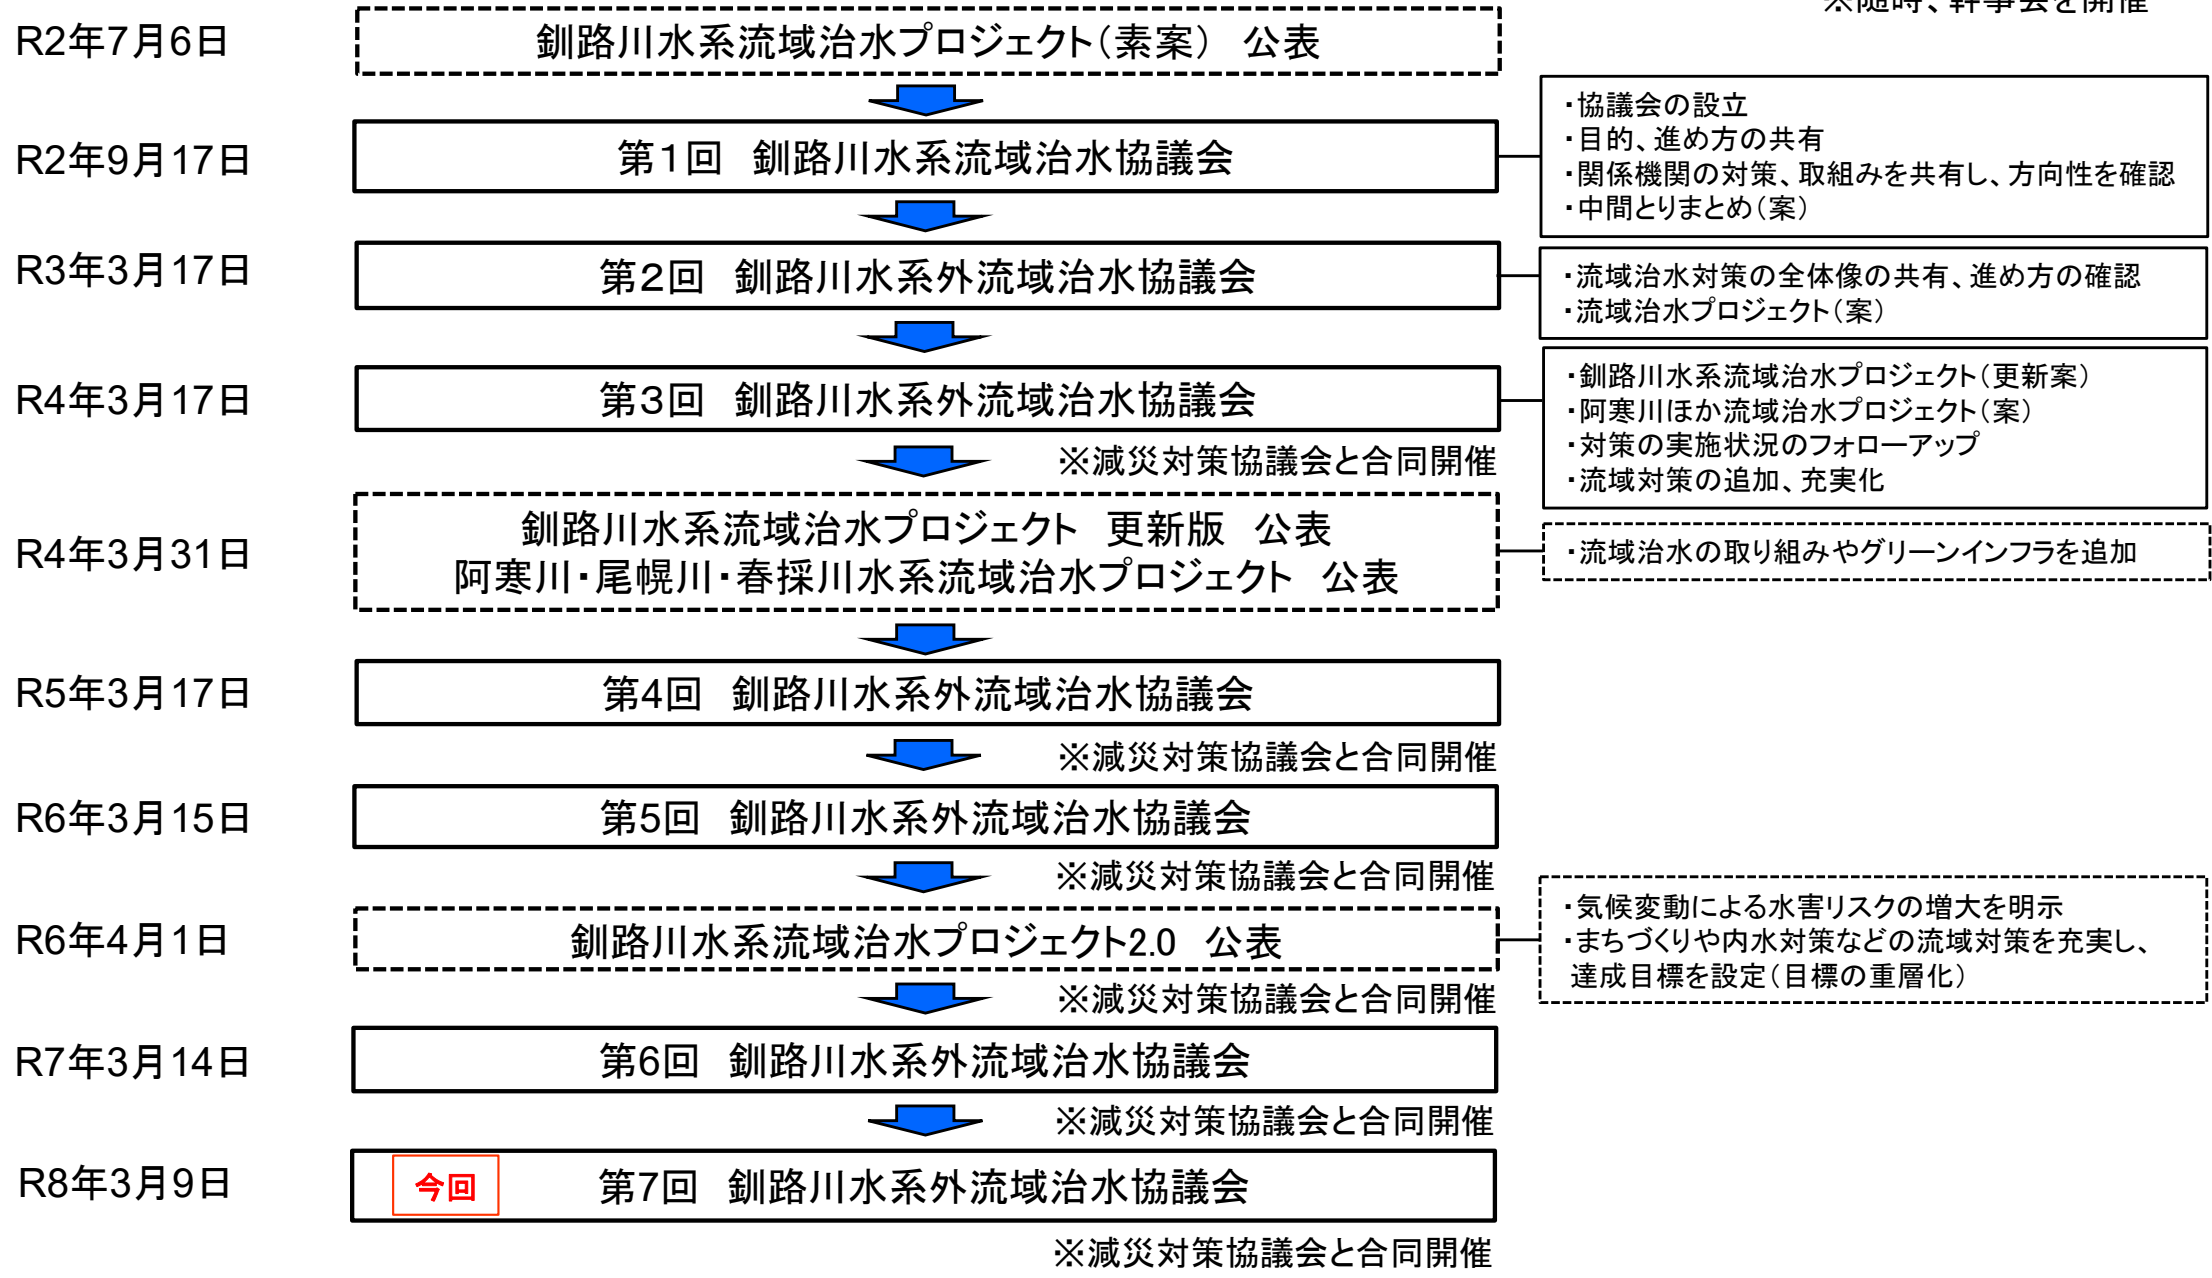 ※随時、幹事会を開催
R2年7月6日
釧路川水系流域治水プロジェクト（素案）　公表
R2年9月17日
第１回　釧路川水系流域治水協議会
・協議会の設立
・目的、進め方の共有
・関係機関の対策、取組みを共有し、方向性を確認
・中間とりまとめ（案）
R3年3月17日
第２回　釧路川水系外流域治水協議会
・流域治水対策の全体像の共有、進め方の確認
・流域治水プロジェクト（案）
R4年3月17日
第３回　釧路川水系外流域治水協議会
・釧路川水系流域治水プロジェクト（更新案）
・阿寒川ほか流域治水プロジェクト（案）
・対策の実施状況のフォローアップ
・流域対策の追加、充実化
※減災対策協議会と合同開催
R4年3月31日
釧路川水系流域治水プロジェクト　更新版　公表
阿寒川・尾幌川・春採川水系流域治水プロジェクト　公表
・流域治水の取り組みやグリーンインフラを追加
R5年3月17日
第4回　釧路川水系外流域治水協議会
※減災対策協議会と合同開催
R6年3月15日
第5回　釧路川水系外流域治水協議会
※減災対策協議会と合同開催
R6年4月1日
釧路川水系流域治水プロジェクト2.0　公表
・気候変動による水害リスクの増大を明示
・まちづくりや内水対策などの流域対策を充実し、
達成目標を設定（目標の重層化）
※減災対策協議会と合同開催
R7年3月14日
第6回　釧路川水系外流域治水協議会
※減災対策協議会と合同開催
R8年3月9日
今回
第7回　釧路川水系外流域治水協議会
※減災対策協議会と合同開催